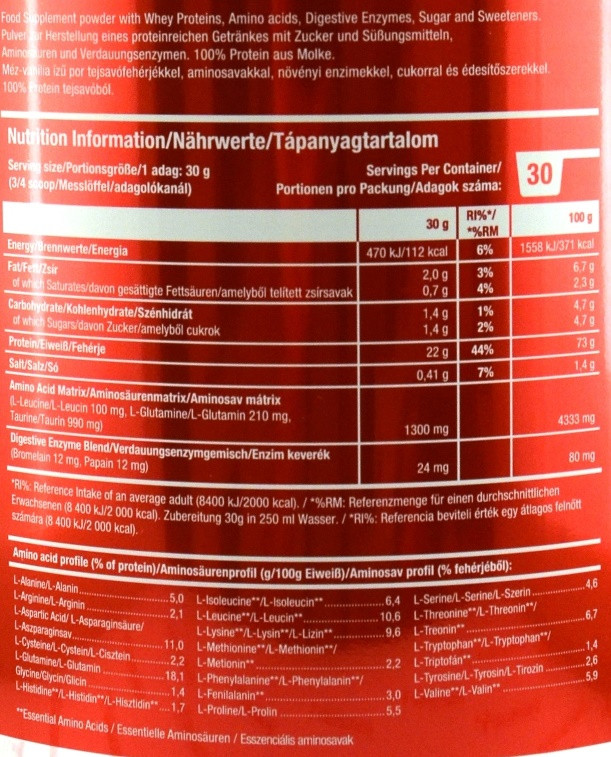 Food Supplement powder with Whey Proteins, Amino acids, Digestive Enzymes, Sugar and Sweeteners.
Pulver zur Herstellung eines proteinreichen Getränkes mit Zucker und Süßungsmitteln,
Aminosäuren und Verdauungsenzymen. 100% Protein aus Molke.
Méz-vanilia ízű por tejsavófehérjékkel, aminosavakkal, növényi enzimekkel, cukorral és édesítőszerekkel.
100% Protein tejsavóból.
Nutrition Information/Nährwerte/Tápanyagtartalom
Serving size/Portionsgröße/1 adag: 30 g
(3/4 scoop/Messlöffel/adagolókanál)
Servings Per Container/
Portionen pro Packung/Adagok száma:
30
30 g RI%*/ 100 g
*%RM
Energy/Brennwerte/Energia 470 kJ/112 kcal 6% 1558 kJ/371 kcal
Fat/Fett/Zsír 2,0 g 3% 6,7 g
of which Saturates/davon gesättigte Fettsäuren/amelyből telített zsírsavak 0,7 g 4% 2,3 g
Carbohydrate/Kohlenhydrate/Szénhidrát 1,4 g 1% 4,7 g
of which Sugars/davon Zucker/amelyből cukrok 1,4 g 2% 4,7 g
Protein/Eiweiß/Fehérje 22 g 44% 73 g
Salt/Salz/Só 0,41 g 7% 1,4 g
Amino Acid Matrix/Aminosäurenmatrix/Aminosav mátrix
(L-Leucine/L-Leucin 100 mg, L-Glutamine/L-Glutamin 210 mg,
Taurine/Taurin 990 mg) 1300 mg 4333 mg
Digestive Enzyme Blend/Verdauungsenzymgemisch/Enzim keverék
(Bromelain 12 mg, Papain 12 mg) 24 mg 80 mg
*RI%: Reference Intake of an average adult (8400 kJ/2000 kcal). / *%RM: Referenzmenge für einen durchschnittlichen
Erwachsenen (8 400 kJ/2 000 kcal). Zubereitung 30g in 250 ml Wasser. / *RI%: Referencia beviteli érték egy átlagos felnőtt
számára (8 400 kJ/2 000 kcal).
Amino acid profile (% of protein)/Aminosäurenprofil (g/100g Eiweiß)/Aminosav profil (% fehérjéből):
L-Alanine/L-Alanin 5,0
L-Arginine/L-Arginin 2,1
L-Aspartic Acid/ L-Asparaginsäure/
L-Aszparaginsav 11,0
L-Cysteine/L-Cystein/L-Cisztein 2,2
L-Glutamine/L-Glutamin 18,1
Glycine/Glycin/Glicin 1,4
L-Histidine**/L-Histidin**/L-Hisztidin** 1,7
L-Isoleucine**/L-Isoleucin** 6,4
L-Leucine**/L-Leucin** 10,6
L-Lysine**/L-Lysin**/L-Lizin** 9,6
L-Methionine**/L-Methionin**/
L-Metionin** 2,2
L-Phenylalanine**/L-Phenylalanin**/
L-Fenilalanin** 3,0
L-Proline/L-Prolin 5,5
L-Serine/L-Serine/L-Szerin 4,6
L-Threonine**/L-Threonin**/
L-Treonin** 6,7
L-Tryptophan**/L-Tryptophan**/
L-Triptofán** 1,4
L-Tyrosine/L-Tyrosin/L-Tirozin 2,6
L-Valine**/L-Valin** 5,9
**Essential Amino Acids / Essentielle Aminosäuren / Esszenciális aminosavak